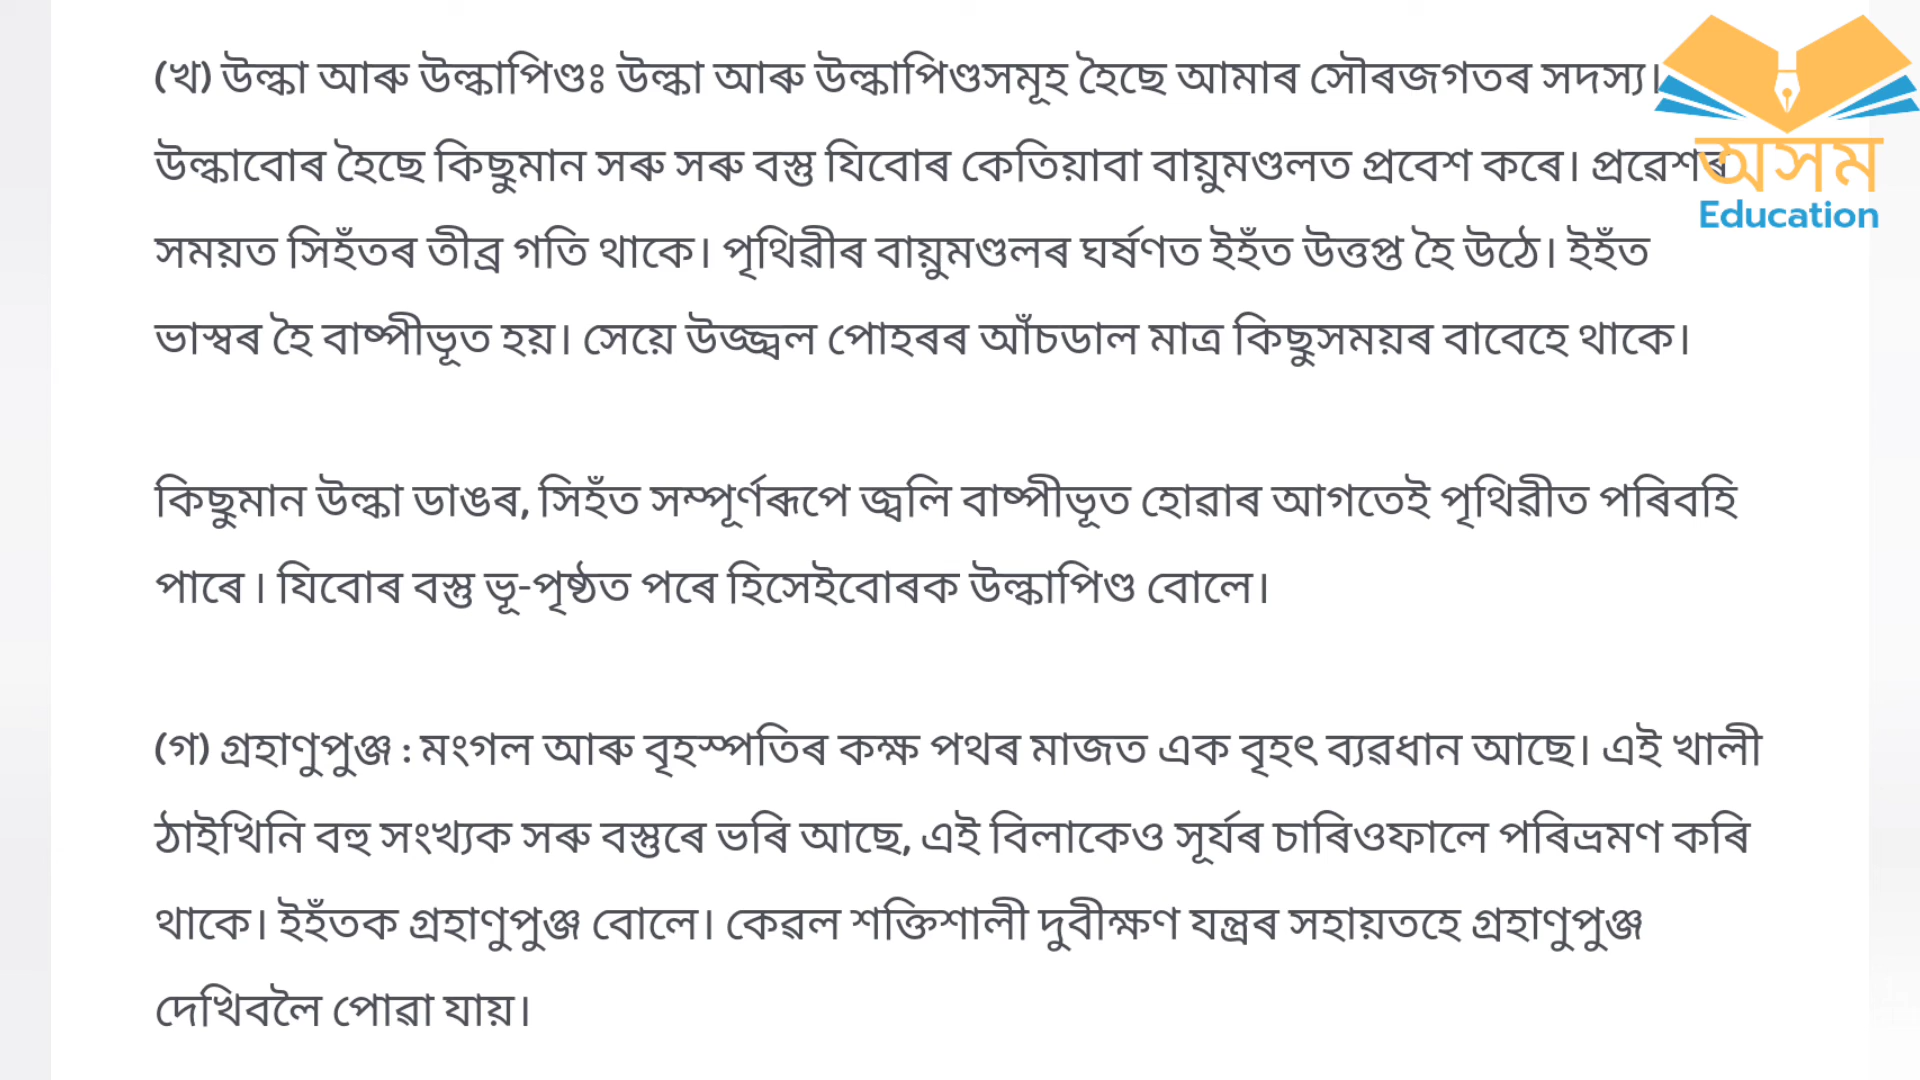 (খ) উল্কা আৰু উল্কাপিণ্ডঃ উল্কা আৰু উল্কাপিণ্ডসমূহ হৈছে আমাৰ সৌৰজগতৰ সদস্য।
উল্কাবোৰ হৈছে কিছুমান সৰু সৰু বস্তু যিবোৰ কেতিয়াবা বায়ুমণ্ডলত প্ৰবেশ কৰে। প্ৰৱেশৰ
সময়ত সিহঁতৰ তীব্ৰ গতি থাকে। পৃথিৱীৰ বায়ুমণ্ডলৰ ঘৰ্ষণত ইহঁত উত্তপ্ত হৈ উঠে। ইহঁত
ভাস্বৰ হৈ বাষ্পীভূত হয়। সেয়ে উজ্জ্বল পোহৰৰ আঁচডাল মাত্ৰ কিছুসময়ৰ বাবেহে থাকে।
কিছুমান উল্কা ডাঙৰ, সিহঁত সম্পূৰ্ণৰূপে জ্বলি বাষ্পীভূত হোৱাৰ আগতেই পৃথিৱীত পৰিবহি
পাৰে । যিবোৰ বস্তু ভূ-পৃষ্ঠত পৰে হিসেইবোৰক উল্কাপিণ্ড বোলে।
(গ) গ্ৰহাণুপুঞ্জ : মংগল আৰু বৃহস্পতিৰ কক্ষ পথৰ মাজত এক বৃহৎ ব্যৱধান আছে। এই খালী
ঠাইখিনি বহু সংখ্যক সৰু বস্তুৰে ভৰি আছে, এই বিলাকেও সূৰ্যৰ চাৰিওফালে পৰিভ্ৰমণ কৰি
থাকে। ইহঁতক গ্ৰহাণুপুঞ্জ বোলে। কেৱল শক্তিশালী দুবীক্ষণ যন্ত্ৰৰ সহায়তহে গ্ৰহাণুপুঞ্জ
দেখিবলৈ পোৱা যায়।
অসম
Education